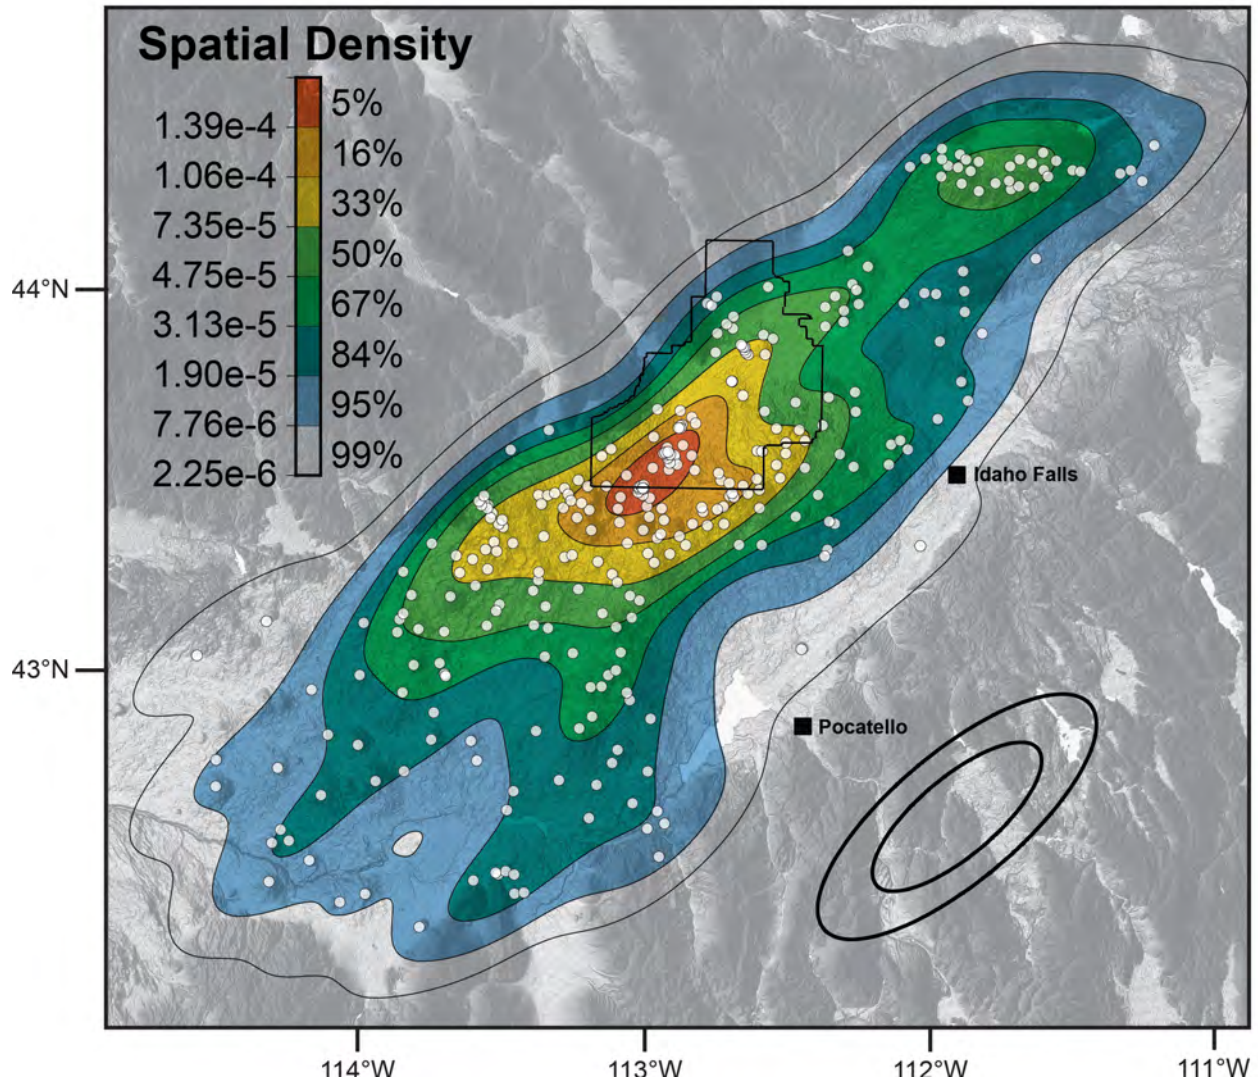 Spatial Density
5%
1.39e-4
16%
1.06e-4
33%
7.35e-5
50%
4.75e-5
67%
3.13e-5
84%
1.90e-5
95%
7.76e-6
99%
2.25e-6
44°N
Idaho Falls
43°N
Pocatello
114°W
113°W
112°W
111°W